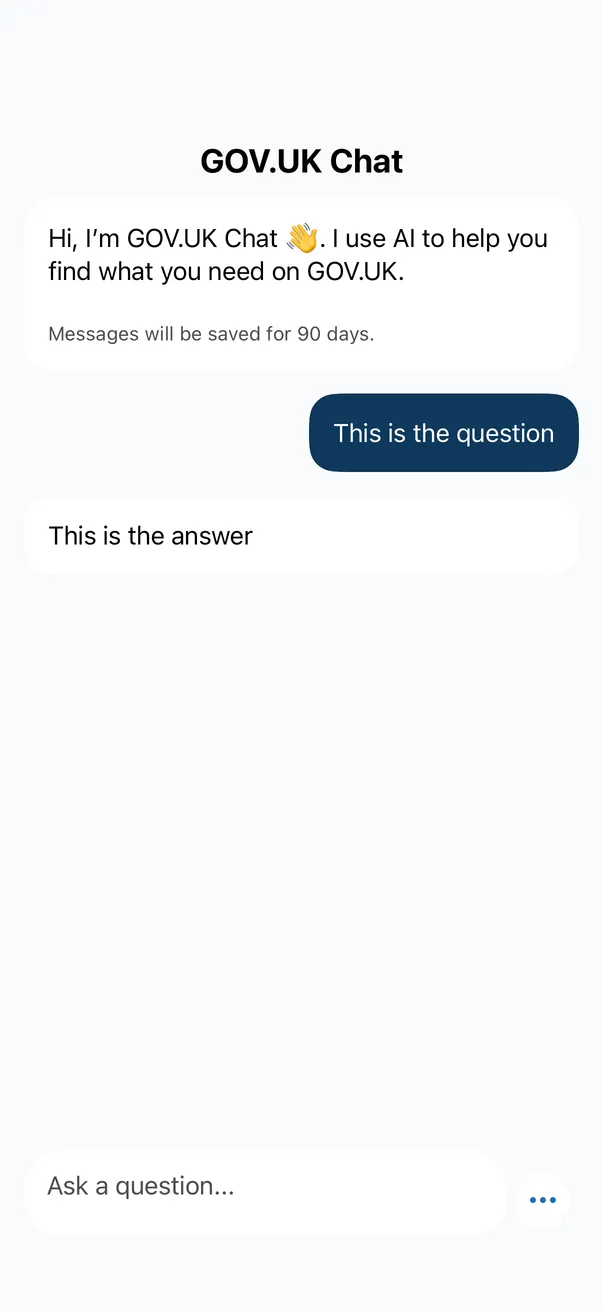 GOV.UK Chat
Hi, I’m GOV.UK Chat 👋. I use AI to help you
find what you need on GOV.UK.
Messages will be saved for 90 days.
This is the question
This is the answer
Ask a question...